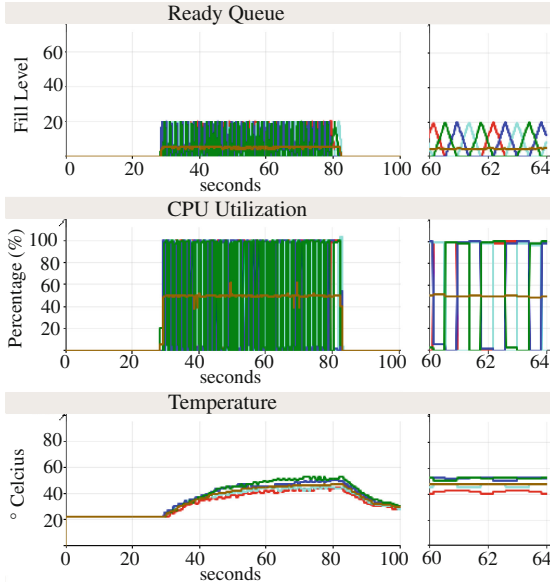 Ready Queue
Fill Level
60
40
20
0 20 40 60 80 100 60 62 64
seconds
CPU Utilization
Percentage (%)
100
80
60
40
20
0 20 40 60 80 100 60 62 64
seconds
Temperature
° Celcius
80
60
40
20
0 20 40 60 80 100 60 62 64
seconds